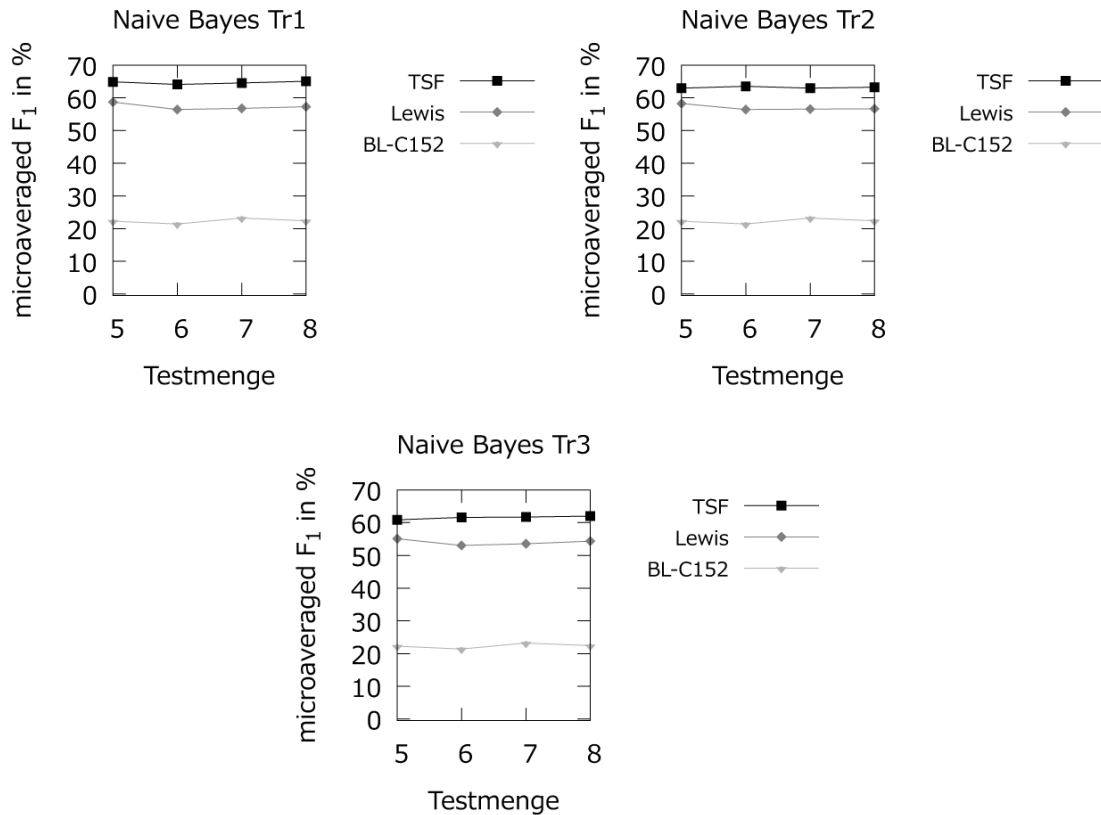 Naive Bayes Tr1
microaveraged F1 in %
70
60
50
40
30
20
10
0
5 6 7 8
Testmenge
TSF
Lewis
BL-C152
Naive Bayes Tr2
microaveraged F1 in %
70
60
50
40
30
20
10
0
5 6 7 8
Testmenge
TSF
Lewis
BL-C152
Naive Bayes Tr3
microaveraged F1 in %
70
60
50
40
30
20
10
0
5 6 7 8
Testmenge
TSF
Lewis
BL-C152